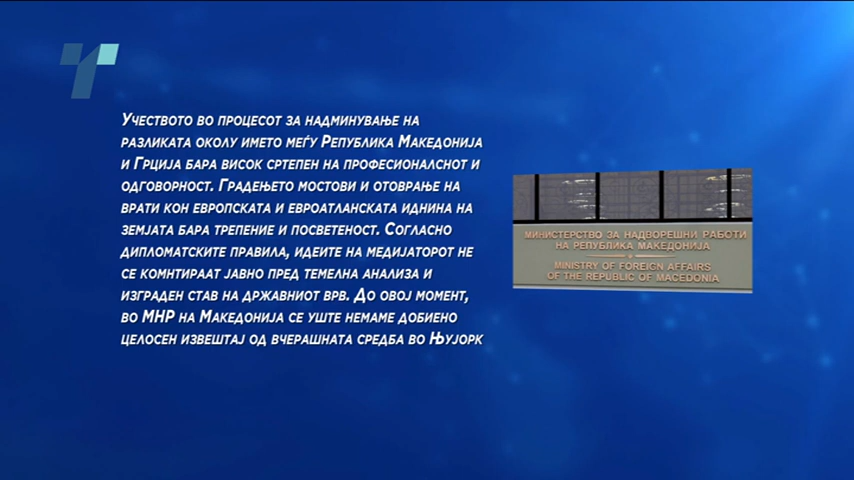 Учеството во процесот за надминување на
разликата околу името меѓу Република Македонија
и Грција бара висок сртепен на професионалснот и
одговорност. Градењето мостови и отоврање на
врати кон европската и евроатланската иднина на
земјата бара трепение и посветеност. Согласно
дипломатските правила, идеите на медијаторот не
се комнтираат јавно пред темелна анализа и
изграден став на државниот врв. До овој момент,
во МНР на Македонија се уште немаме добиено
целосен извештај од вчерашната средба во Њујорк
МИНИСТЕРСТВО ЗА НАДВОРЕШНИ РАБОТИ
НА РЕПУБЛИКА МАКЕДОНИЈА
MINISTRY OF FOREIGN AFFAIRS
OF THE REPUBLIC OF MACEDONIA